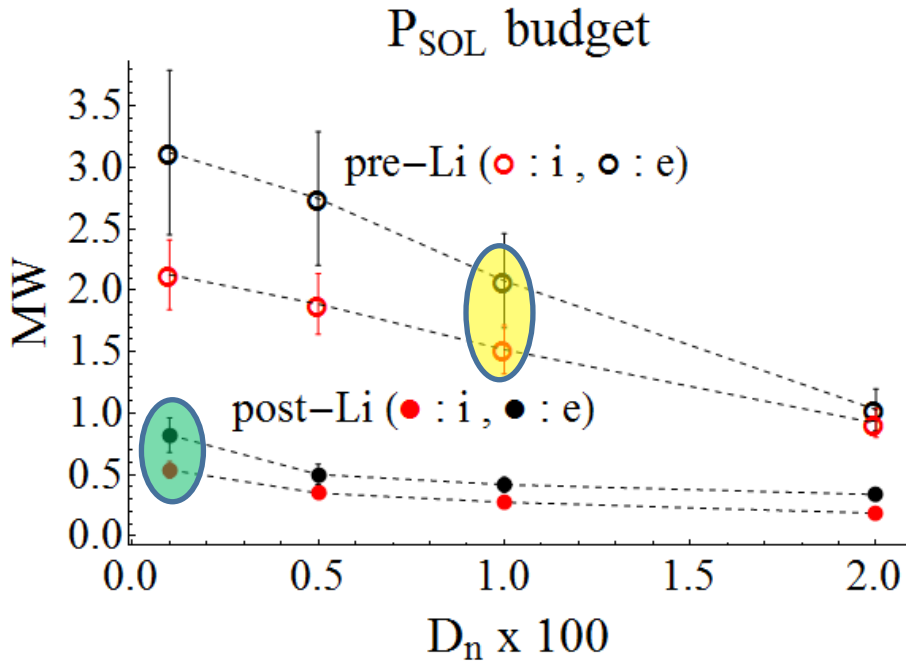 P_SOL budget
MW
3.5
3.0
2.5
2.0
1.5
1.0
0.5
0.0
pre-Li ( : i , : e)
post-Li ( : i , : e)
0.0 0.5 1.0 1.5 2.0
D_n x 100